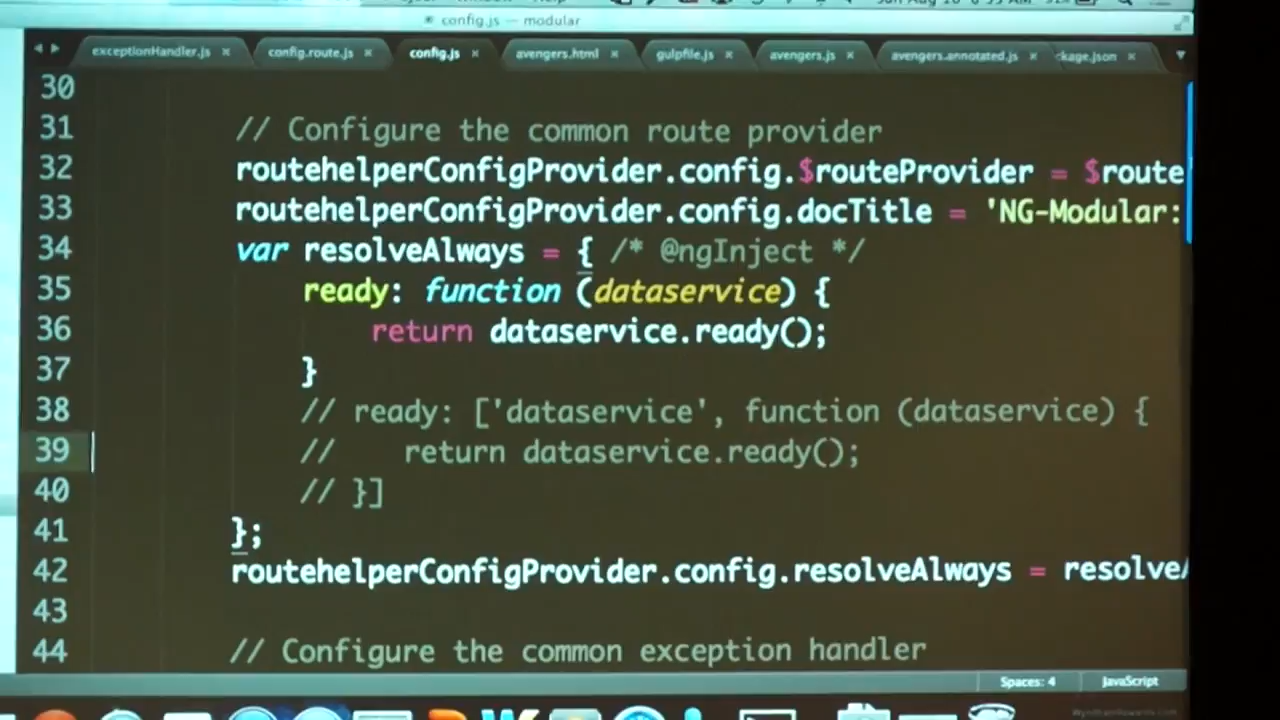 config.js — modular
exceptionHandler.js × config.route.js × config.js × avengers.html × gulpfile.js × avengers.js × avengers.annotated.js × ckage.json ×
30
31 // Configure the common route provider
32 routehelperConfigProvider.config.$routeProvider = $route
33 routehelperConfigProvider.config.docTitle = 'NG-Modular:
34 var resolveAlways = { /* @ngInject */
35 ready: function (dataservice) {
36 return dataservice.ready();
37 }
38 // ready: ['dataservice', function (dataservice) {
39 // return dataservice.ready();
40 // }]
41 };
42 routehelperConfigProvider.config.resolveAlways = resolveA
43
44 // Configure the common exception handler
Spaces: 4 JavaScript